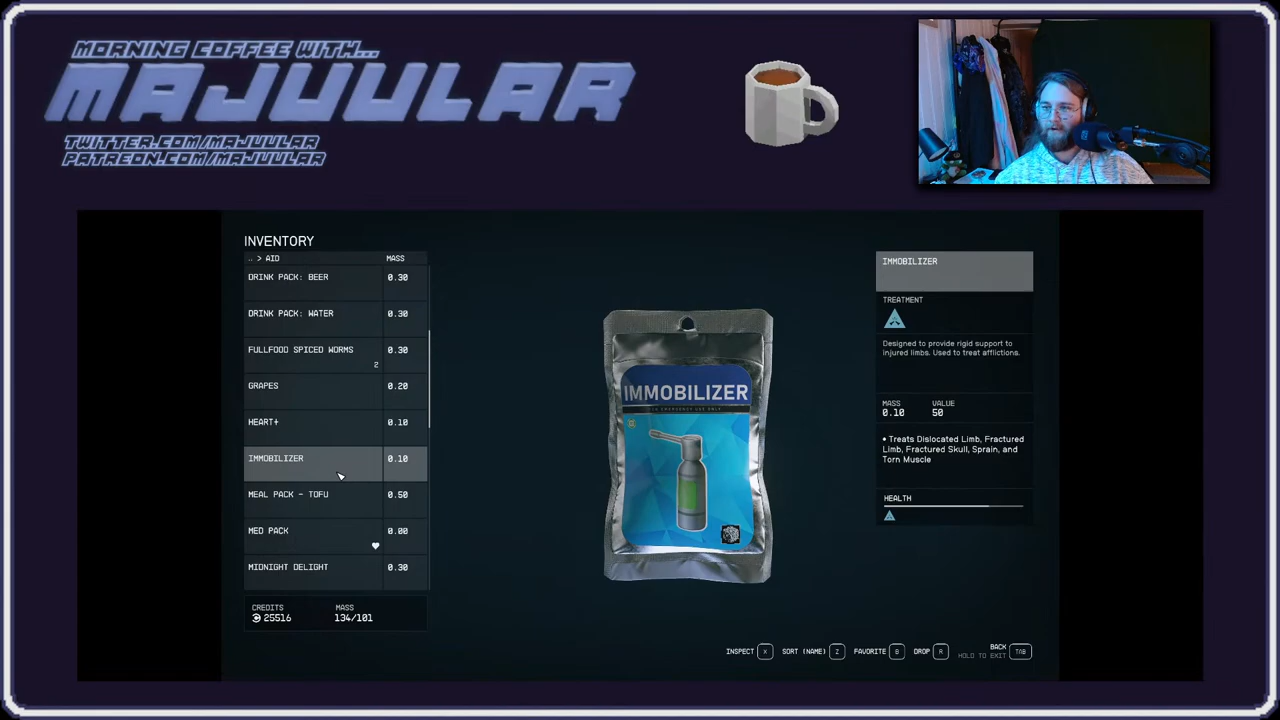 MORNING COFFEE WITH...
MAJUULAR
TWITTER.COM/MAJUULAR
PATREON.COM/MAJUULAR
INVENTORY
.. > AID MASS
DRINK PACK: BEER 0.30
DRINK PACK: WATER 0.30
FULLFOOD SPICED WORMS 0.30
2
GRAPES 0.20
HEART+ 0.10
IMMOBILIZER 0.10
MEAL PACK - TOFU 0.50
MED PACK 0.00
MIDNIGHT DELIGHT 0.30
CREDITS MASS
25516 134/101
IMMOBILIZER
FOR EMERGENCY USE ONLY
IMMOBILIZER
TREATMENT
Designed to provide rigid support to
injured limbs. Used to treat afflictions.
MASS VALUE
0.10 50
• Treats Dislocated Limb, Fractured
Limb, Fractured Skull, Sprain, and
Torn Muscle
HEALTH
INSPECT X SORT (NAME) Z FAVORITE B DROP R BACK TAB
HOLD TO EXIT